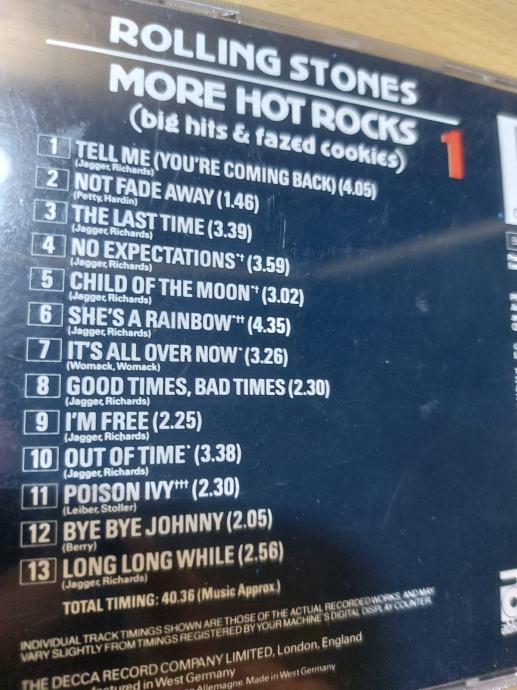 ROLLING STONES
MORE HOT ROCKS
(big hits & fazed cookies)
1
1 TELL ME (YOU'RE COMING BACK) (4.05)
(Jagger, Richards)
2 NOT FADE AWAY (1.46)
(Petty, Hardin)
3 THE LAST TIME (3.39)
(Jagger, Richards)
4 NO EXPECTATIONS*† (3.59)
(Jagger, Richards)
5 CHILD OF THE MOON*† (3.02)
(Jagger, Richards)
6 SHE'S A RAINBOW*†† (4.35)
(Jagger, Richards)
7 IT'S ALL OVER NOW* (3.26)
(Womack, Womack)
8 GOOD TIMES, BAD TIMES (2.30)
(Jagger, Richards)
9 I'M FREE (2.25)
(Jagger, Richards)
10 OUT OF TIME* (3.38)
(Jagger, Richards)
11 POISON IVY††† (2.30)
(Leiber, Stoller)
12 BYE BYE JOHNNY (2.05)
(Berry)
13 LONG LONG WHILE (2.56)
(Jagger, Richards)
TOTAL TIMING: 40.36 (Music Approx.)
INDIVIDUAL TRACK TIMINGS SHOWN ARE THOSE OF THE ACTUAL RECORDED WORKS, AND MAY
VARY SLIGHTLY FROM TIMINGS REGISTERED BY YOUR MACHINE'S DIGITAL DISPLAY COUNTER.
THE DECCA RECORD COMPANY LIMITED, London, England
factured in West Germany
Allemagne. Made in West Germany